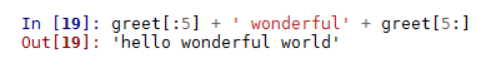 In [19]: greet[:5] + ' wonderful' + greet[5:]
Out[19]: 'hello wonderful world'